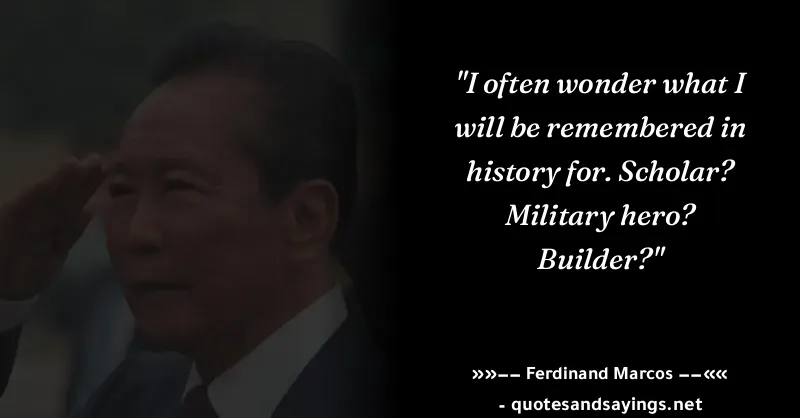 "I often wonder what I
will be remembered in
history for. Scholar?
Military hero?
Builder?"
»»−− Ferdinand Marcos −−««
- quotesandsayings.net